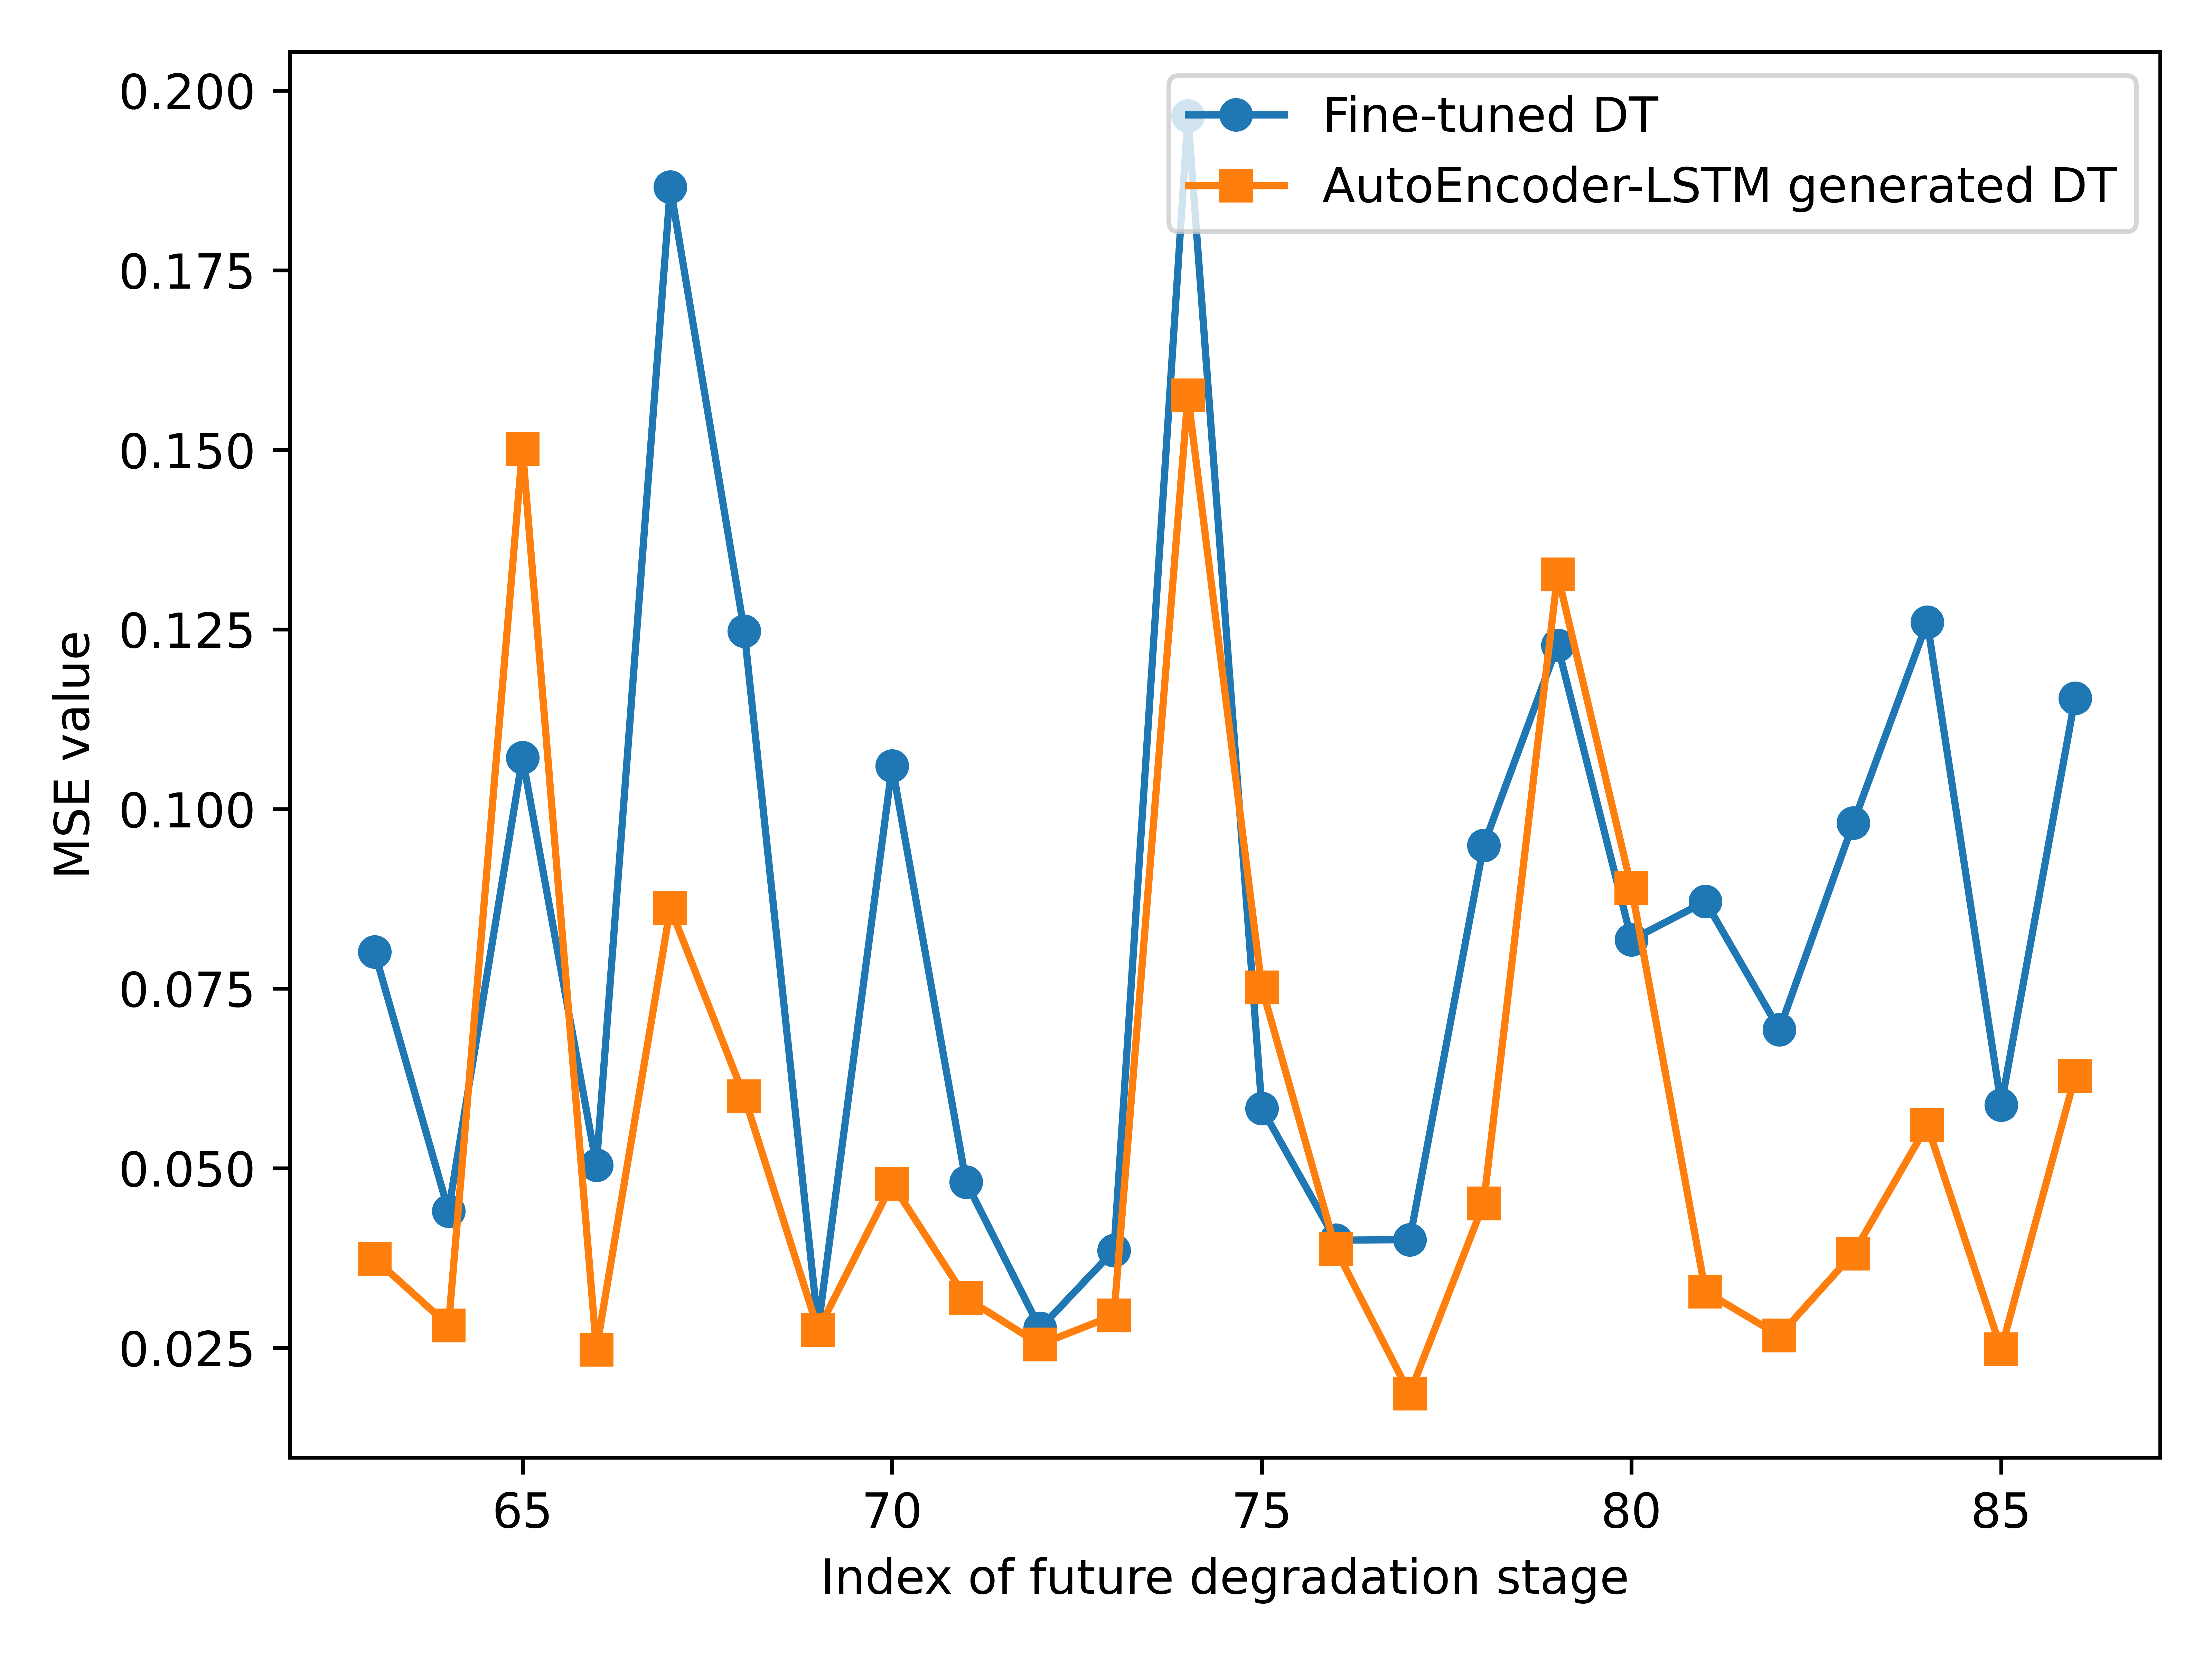 Fine-tuned DT
AutoEncoder-LSTM generated DT
MSE value
0.200
0.175
0.150
0.125
0.100
0.075
0.050
0.025
65 70 75 80 85
Index of future degradation stage